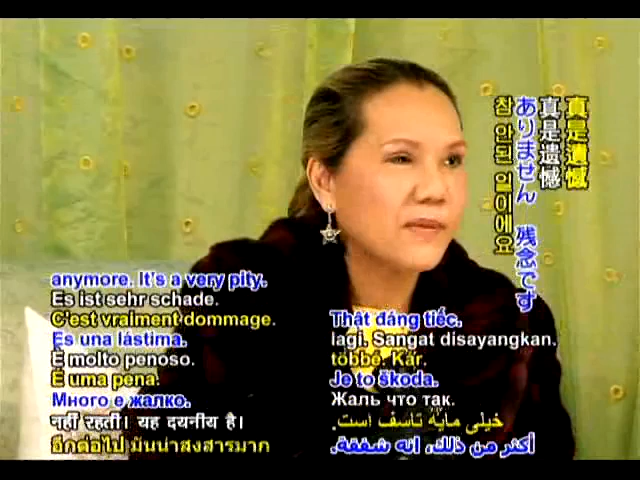 真是遺憾
真是遗憾
ありません 残念です
참 안된 일이에요
anymore. It's a very pity.
Es ist sehr schade.
C'est vraiment dommage.
Es una lástima.
È molto penoso.
É uma pena.
Много е жалко.
नहीं रहतीं। यह दयनीय है।
อีกต่อไป มันน่าสงสารมาก
Thật đáng tiếc.
lagi. Sangat disayangkan.
többé. Kár.
Je to škoda.
Жаль что так.
خیلی مایۀ تاسف است.
أكثر من ذلك، انه شفقة.